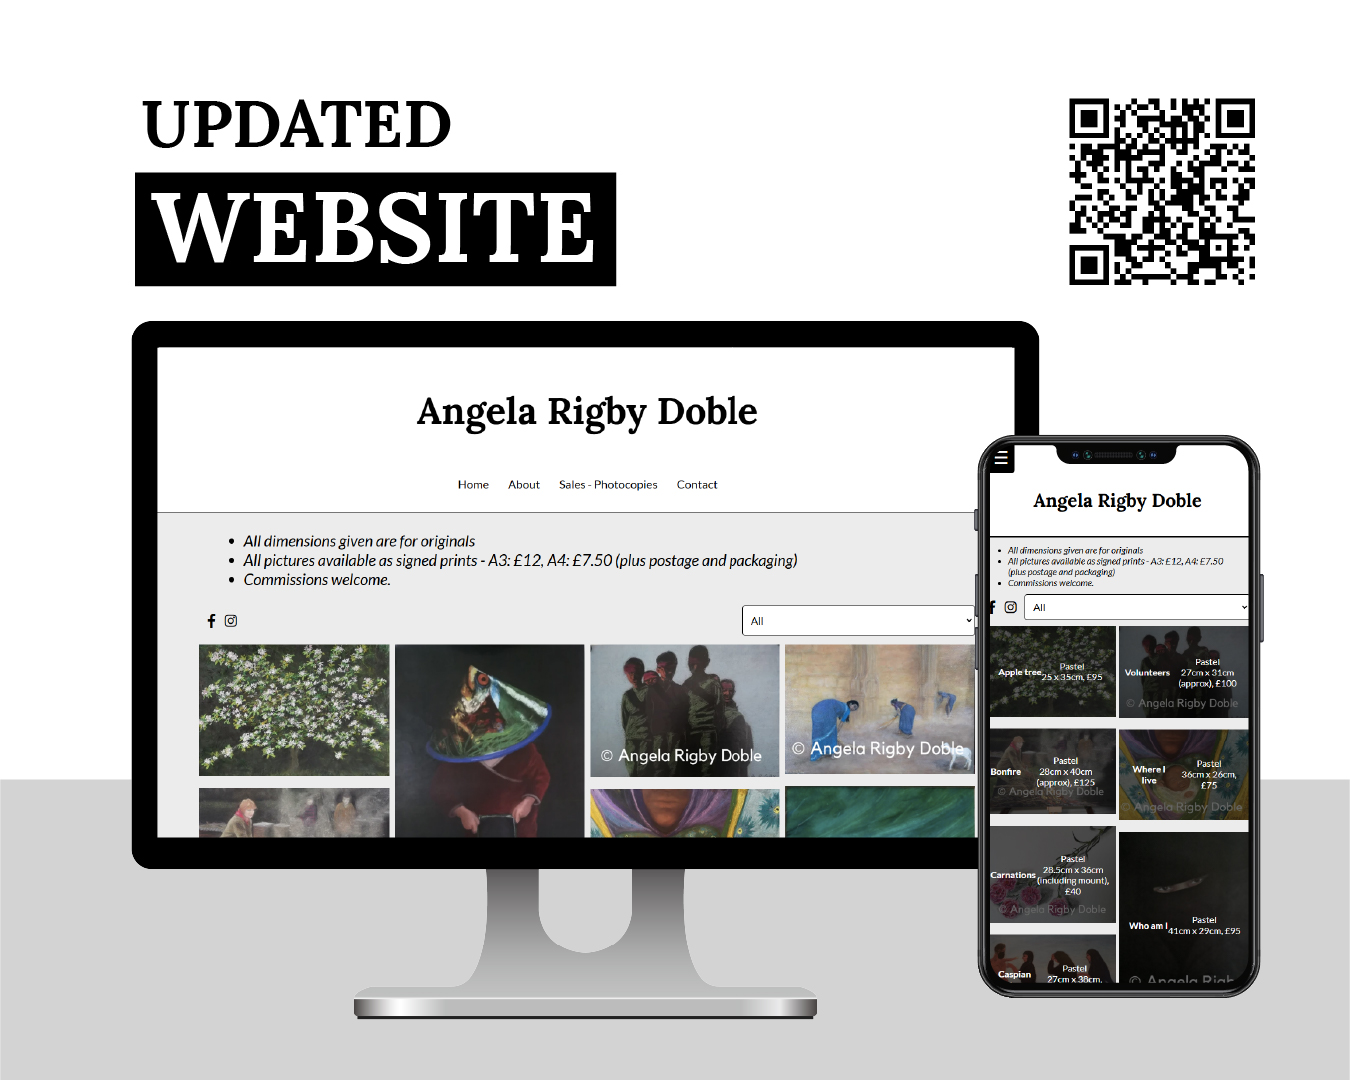 UPDATED
WEBSITE
Angela Rigby Doble
Home About Sales - Photocopies Contact
All dimensions given are for originals
All pictures available as signed prints - A3: £12, A4: £7.50 (plus postage and packaging)
Commissions welcome.
All
© Angela Rigby Doble
© Angela Rigby Doble
Angela Rigby Doble
All dimensions given are for originals
All pictures available as signed prints - A3: £12, A4: £7.50
(plus postage and packaging)
Commissions welcome.
All
Apple tree
Pastel
25 x 35cm, £95
Volunteers
Pastel
27cm x 31cm
(approx), £100
© Angela Rigby Doble
Bonfire
Pastel
28cm x 40cm
(approx), £125
© Angela Rigby Doble
Where I
live
Pastel
36cm x 26cm,
£75
© Angela Rigby Doble
Carnations
Pastel
28.5cm x 36cm
(including mount),
£40
© Angela Rigby Doble
Who am I
Pastel
41cm x 29cm, £95
© Angela Rigb
Caspian
Pastel
27cm x 38cm,